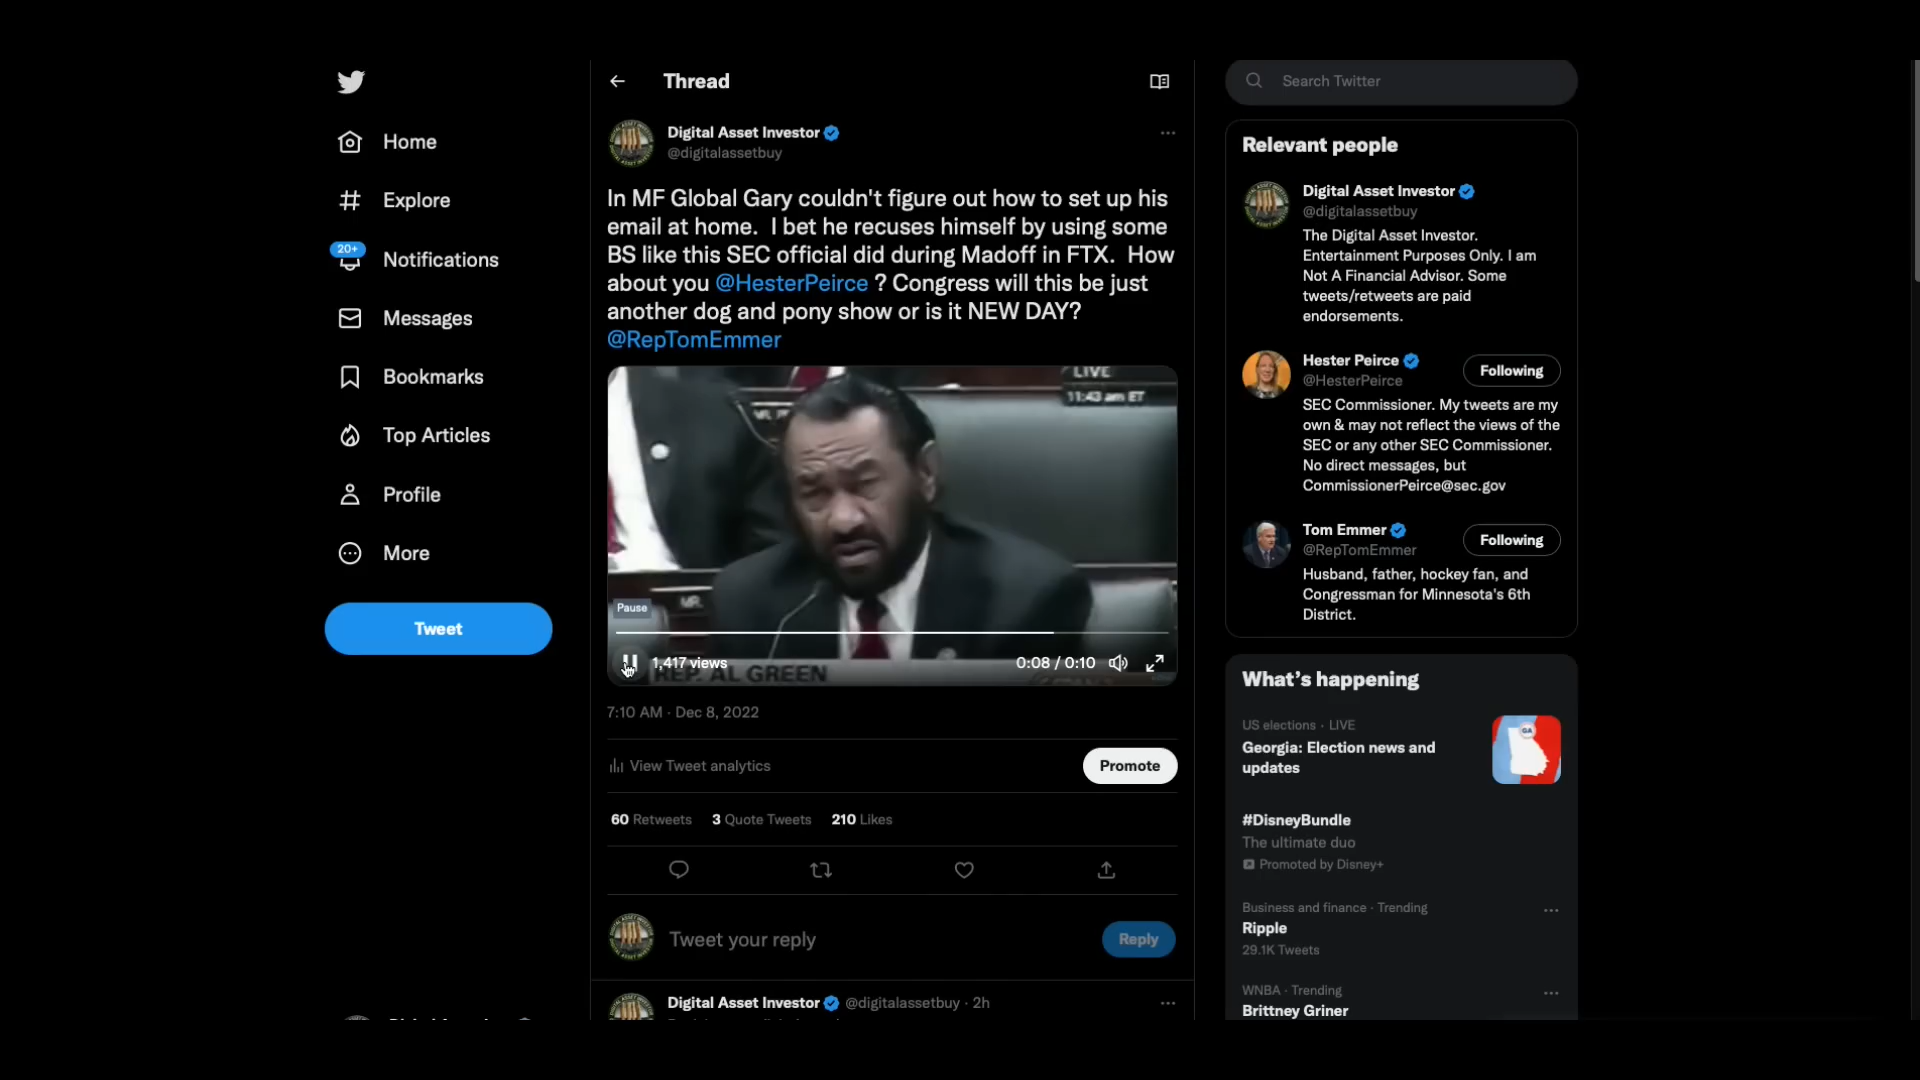 Home
Explore
20+
Notifications
Messages
Bookmarks
Top Articles
Profile
More
Tweet
Thread
Digital Asset Investor
@digitalassetbuy
In MF Global Gary couldn't figure out how to set up his
email at home. I bet he recuses himself by using some
BS like this SEC official did during Madoff in FTX. How
about you @HesterPeirce ? Congress will this be just
another dog and pony show or is it NEW DAY?
@RepTomEmmer
LIVE
11:43 am ET
MR.
Pause
1,417 views
0:08 / 0:10
REP. AL GREEN
7:10 AM · Dec 8, 2022
View Tweet analytics
Promote
60 Retweets 3 Quote Tweets 210 Likes
Tweet your reply
Reply
Digital Asset Investor @digitalassetbuy · 2h
Search Twitter
Relevant people
Digital Asset Investor
@digitalassetbuy
The Digital Asset Investor.
Entertainment Purposes Only. I am
Not A Financial Advisor. Some
tweets/retweets are paid
endorsements.
Hester Peirce
@HesterPeirce
Following
SEC Commissioner. My tweets are my
own & may not reflect the views of the
SEC or any other SEC Commissioner.
No direct messages, but
CommissionerPeirce@sec.gov
Tom Emmer
@RepTomEmmer
Following
Husband, father, hockey fan, and
Congressman for Minnesota's 6th
District.
What's happening
US elections · LIVE
Georgia: Election news and
updates
GA
#DisneyBundle
The ultimate duo
Promoted by Disney+
Business and finance · Trending
Ripple
29.1K Tweets
WNBA · Trending
Brittney Griner